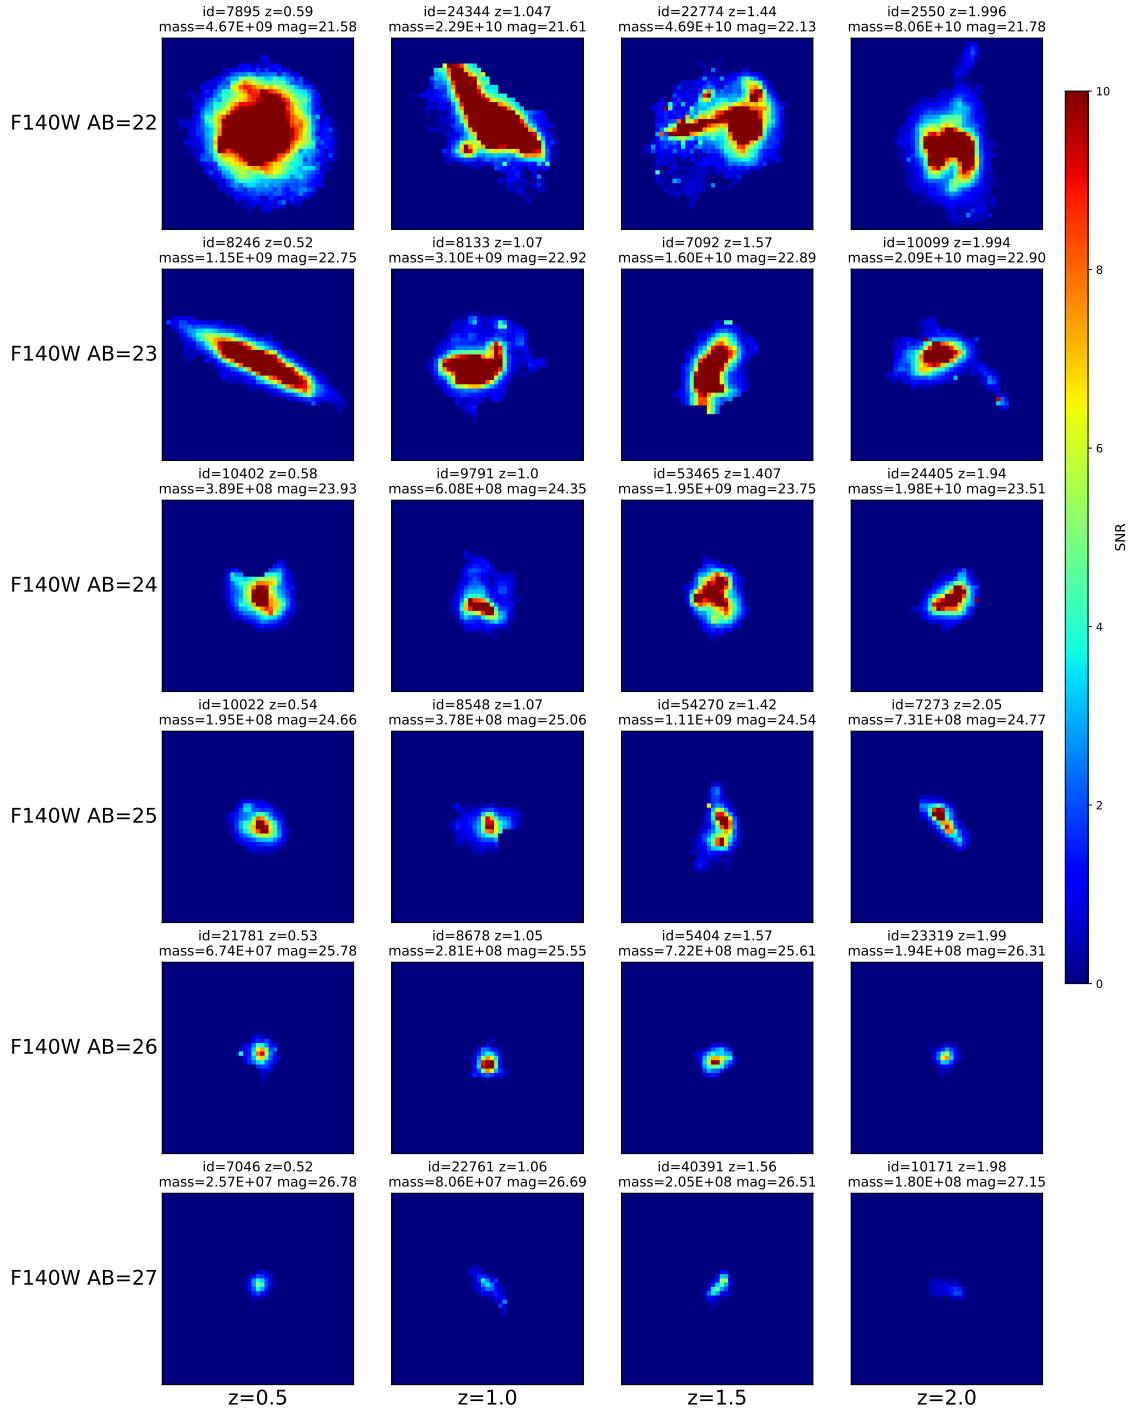 id=7895 z=0.59
mass=4.67E+09 mag=21.58
id=24344 z=1.047
mass=2.29E+10 mag=21.61
id=22774 z=1.44
mass=4.69E+10 mag=22.13
id=2550 z=1.996
mass=8.06E+10 mag=21.78
F140W AB=22
id=8246 z=0.52
mass=1.15E+09 mag=22.75
id=8133 z=1.07
mass=3.10E+09 mag=22.92
id=7092 z=1.57
mass=1.60E+10 mag=22.89
id=10099 z=1.994
mass=2.09E+10 mag=22.90
F140W AB=23
id=10402 z=0.58
mass=3.89E+08 mag=23.93
id=9791 z=1.0
mass=6.08E+08 mag=24.35
id=53465 z=1.407
mass=1.95E+09 mag=23.75
id=24405 z=1.94
mass=1.98E+10 mag=23.51
F140W AB=24
id=10022 z=0.54
mass=1.95E+08 mag=24.66
id=8548 z=1.07
mass=3.78E+08 mag=25.06
id=54270 z=1.42
mass=1.11E+09 mag=24.54
id=7273 z=2.05
mass=7.31E+08 mag=24.77
F140W AB=25
id=21781 z=0.53
mass=6.74E+07 mag=25.78
id=8678 z=1.05
mass=2.81E+08 mag=25.55
id=5404 z=1.57
mass=7.22E+08 mag=25.61
id=23319 z=1.99
mass=1.94E+08 mag=26.31
F140W AB=26
id=7046 z=0.52
mass=2.57E+07 mag=26.78
id=22761 z=1.06
mass=8.06E+07 mag=26.69
id=40391 z=1.56
mass=2.05E+08 mag=26.51
id=10171 z=1.98
mass=1.80E+08 mag=27.15
F140W AB=27
z=0.5
z=1.0
z=1.5
z=2.0
10
8
6
4
2
0
SNR